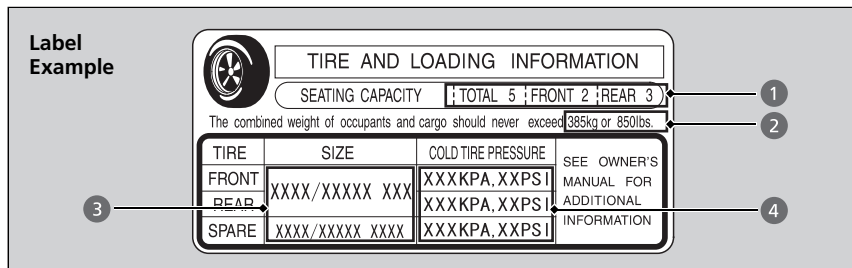 Label
Example
TIRE AND LOADING INFORMATION
SEATING CAPACITY TOTAL 5 FRONT 2 REAR 3
1
The combined weight of occupants and cargo should never exceed 385kg or 850lbs.
2
TIRE SIZE COLD TIRE PRESSURE
SEE OWNER'S
MANUAL FOR
ADDITIONAL
INFORMATION
FRONT XXXX/XXXXX XXX XXXKPA,XXPSI
REAR XXXKPA,XXPSI
SPARE XXXX/XXXXX XXXX XXXKPA,XXPSI
3
4